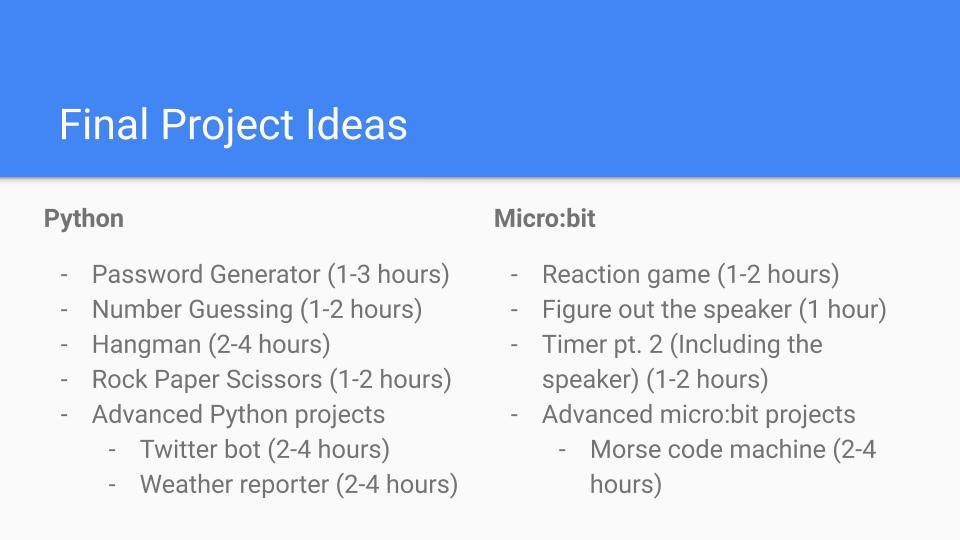 Final Project Ideas
Python
- Password Generator (1-3 hours)
- Number Guessing (1-2 hours)
- Hangman (2-4 hours)
- Rock Paper Scissors (1-2 hours)
- Advanced Python projects
- Twitter bot (2-4 hours)
- Weather reporter (2-4 hours)
Micro:bit
- Reaction game (1-2 hours)
- Figure out the speaker (1 hour)
- Timer pt. 2 (Including the
speaker) (1-2 hours)
- Advanced micro:bit projects
- Morse code machine (2-4
hours)